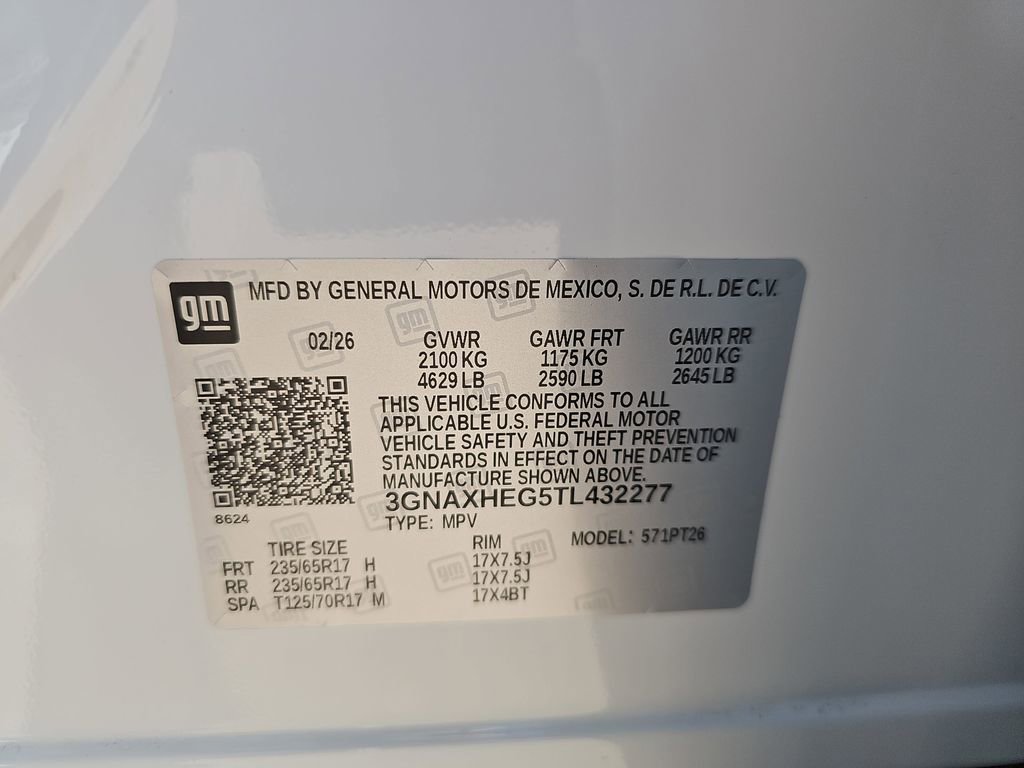 gm MFD BY GENERAL MOTORS DE MEXICO, S. DE R.L. DE C.V.
02/26 GVWR GAWR FRT GAWR RR
2100 KG 1175 KG 1200 KG
4629 LB 2590 LB 2645 LB
THIS VEHICLE CONFORMS TO ALL
APPLICABLE U.S. FEDERAL MOTOR
VEHICLE SAFETY AND THEFT PREVENTION
STANDARDS IN EFFECT ON THE DATE OF
MANUFACTURE SHOWN ABOVE.
3GNAXHEG5TL432277
8624 TYPE: MPV MODEL: 571PT26
TIRE SIZE RIM
FRT 235/65R17 H 17X7.5J
RR 235/65R17 H 17X7.5J
SPA T125/70R17 M 17X4BT